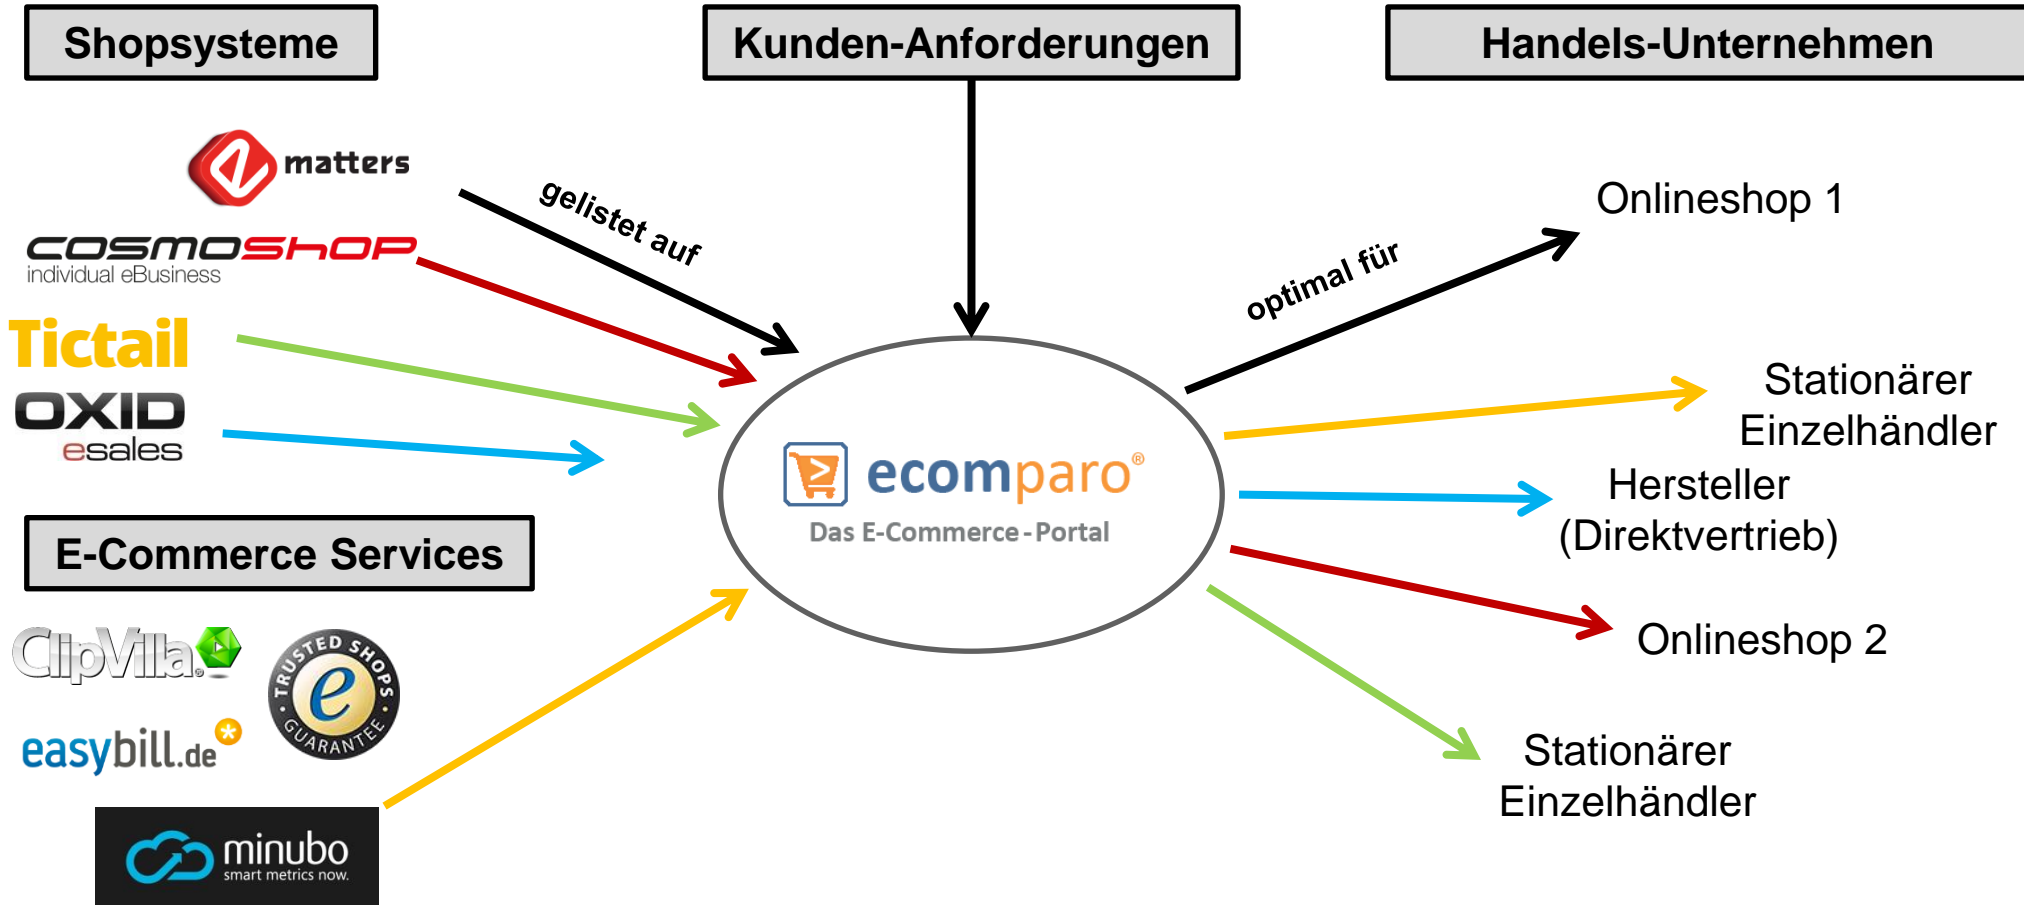 Shopsysteme
Kunden-Anforderungen
Handels-Unternehmen
matters
COSMOSHOP
individual eBusiness
Tictail
OXID
esales
gelistet auf
optimal für
Onlineshop 1
Stationärer
Einzelhändler
Hersteller
(Direktvertrieb)
Onlineshop 2
Stationärer
Einzelhändler
ecomparo®
Das E-Commerce-Portal
E-Commerce Services
ClipVilla®
TRUSTED SHOPS
e
GUARANTEE
easybill.de*
minubo
smart metrics now.